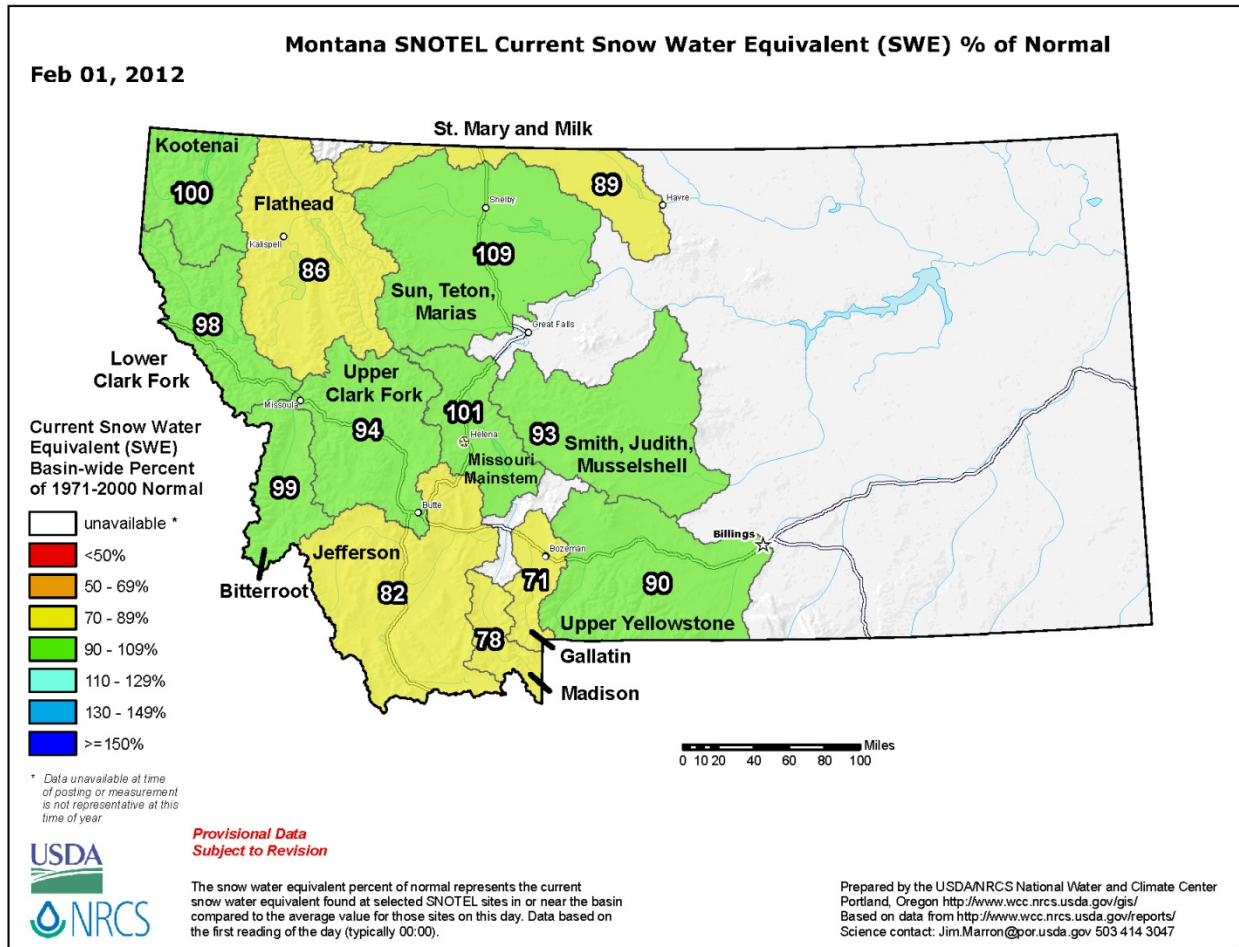 Montana SNOTEL Current Snow Water Equivalent (SWE) % of Normal
Feb 01, 2012
St. Mary and Milk
Kootenai
100
Flathead
Kalispell
86
Shelby
89
Havre
109
Sun, Teton,
Marias
98
Great Falls
Lower
Clark Fork
Upper
Clark Fork
Missoula
94
101
Helena
Missouri
Mainstem
93
Smith, Judith,
Musselshell
99
Butte
Bitterroot
Jefferson
82
Bozeman
71
78
Billings
90
Upper Yellowstone
Gallatin
Madison
Current Snow Water
Equivalent (SWE)
Basin-wide Percent
of 1971-2000 Normal
unavailable *
<50%
50 - 69%
70 - 89%
90 - 109%
110 - 129%
130 - 149%
>=150%
* Data unavailable at time
of posting or measurement
is not representative at this
time of year
Miles
0 10 20 40 60 80 100
Provisional Data
Subject to Revision
USDA
NRCS
The snow water equivalent percent of normal represents the current
snow water equivalent found at selected SNOTEL sites in or near the basin
compared to the average value for those sites on this day. Data based on
the first reading of the day (typically 00:00).
Prepared by the USDA/NRCS National Water and Climate Center
Portland, Oregon http://www.wcc.nrcs.usda.gov/gis/
Based on data from http://www.wcc.nrcs.usda.gov/reports/
Science contact: Jim.Marron@por.usda.gov 503 414 3047